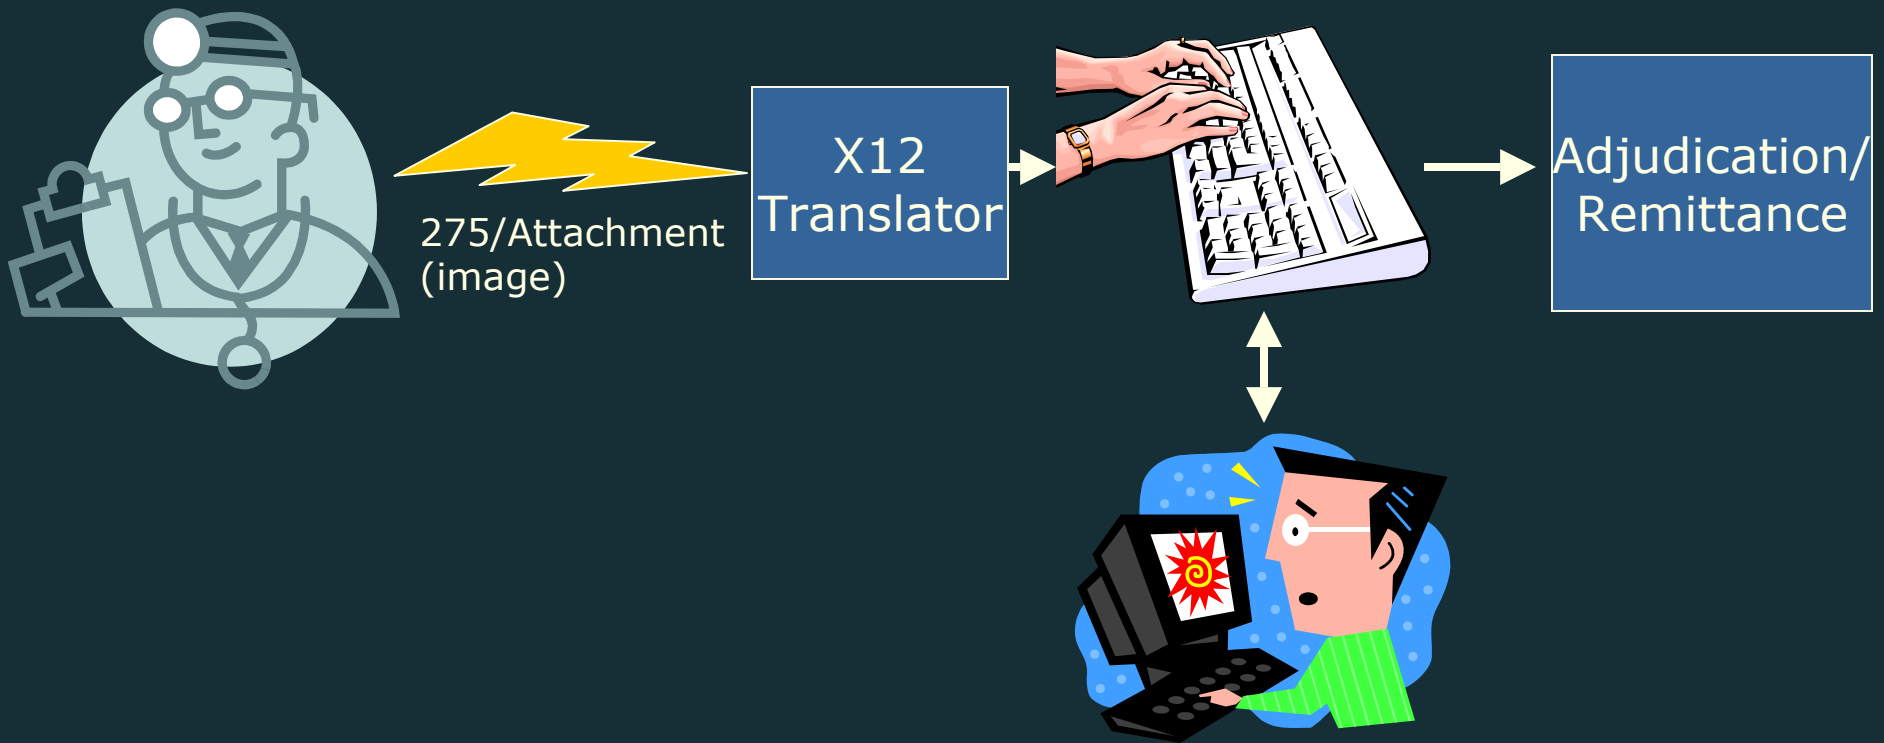 275/Attachment
(image)
X12
Translator
Adjudication/
Remittance